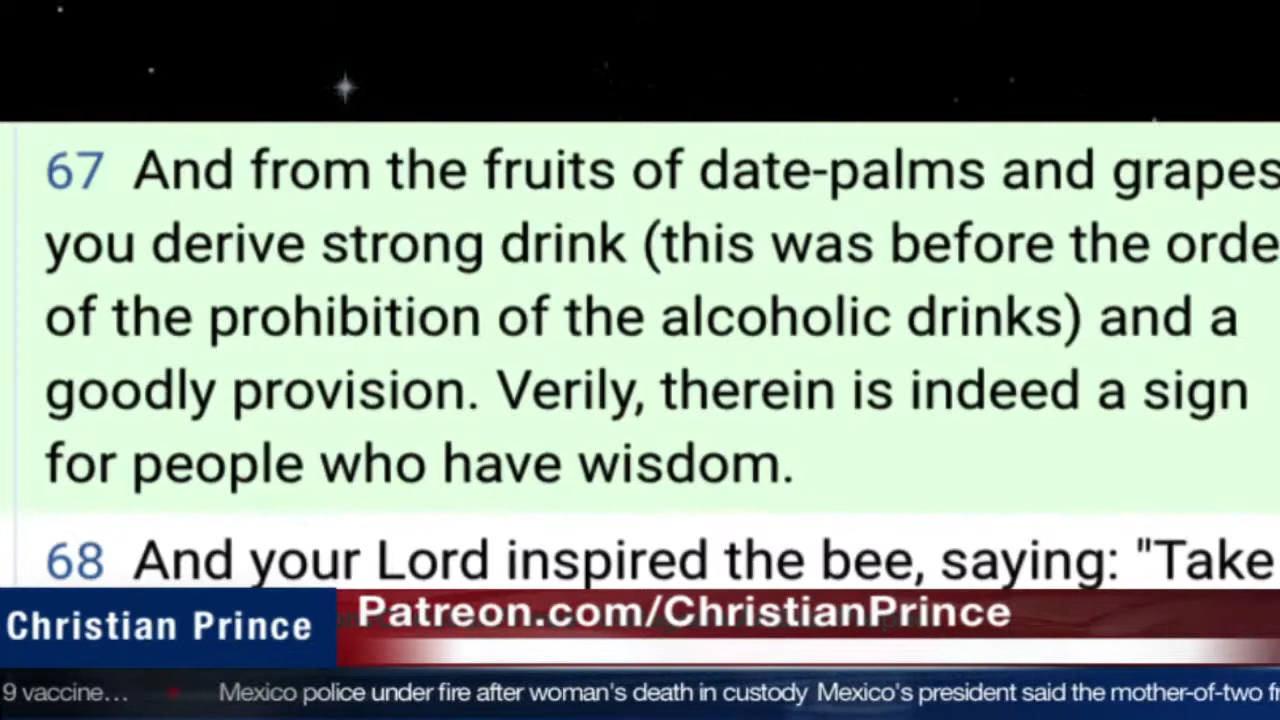 67 And from the fruits of date-palms and grapes
you derive strong drink (this was before the orde
of the prohibition of the alcoholic drinks) and a
goodly provision. Verily, therein is indeed a sign
for people who have wisdom.
68 And your Lord inspired the bee, saying: "Take
Christian Prince
Patreon.com/ChristianPrince
9 vaccine... Mexico police under fire after woman's death in custody Mexico's president said the mother-of-two fr